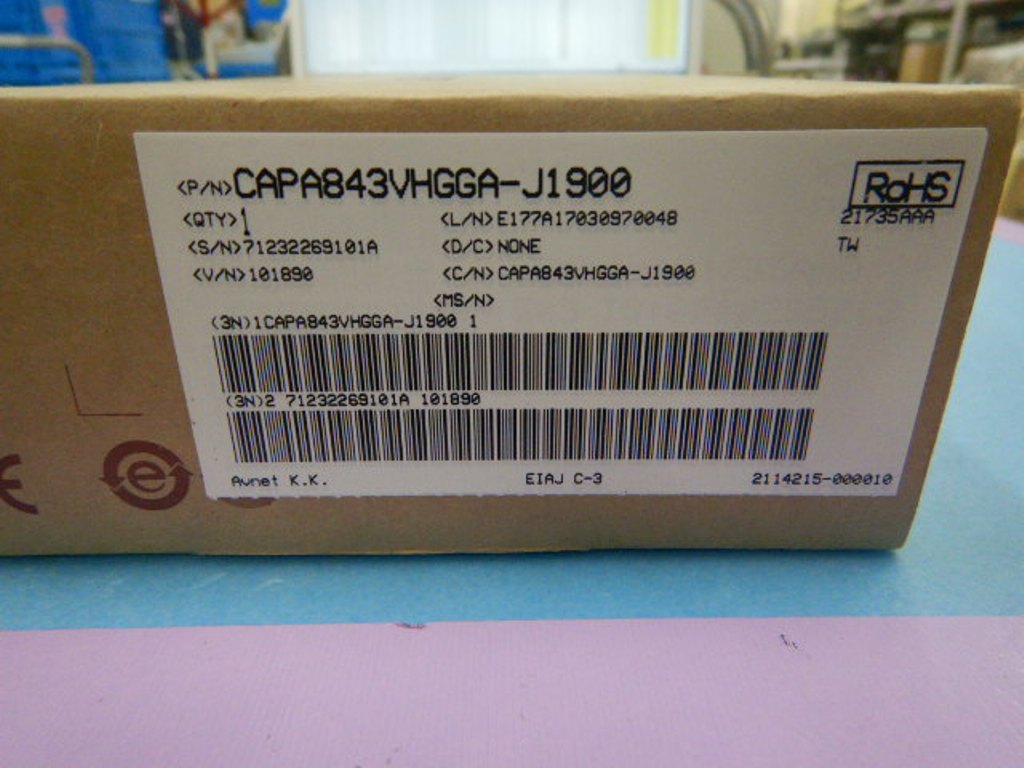 <P/N>CAPA843VHGGA-J1900
RoHS
<QTY>1
<L/N>E177A17030970048
21735AAA
<S/N>71232269101A
<D/C>NONE
TW
<V/N>101890
<C/N>CAPA843VHGGA-J1900
<MS/N>
(3N)1CAPA843VHGGA-J1900 1
(3N)2 71232269101A 101890
Avnet K.K.
EIAJ C-3
2114215-000010
CE
e